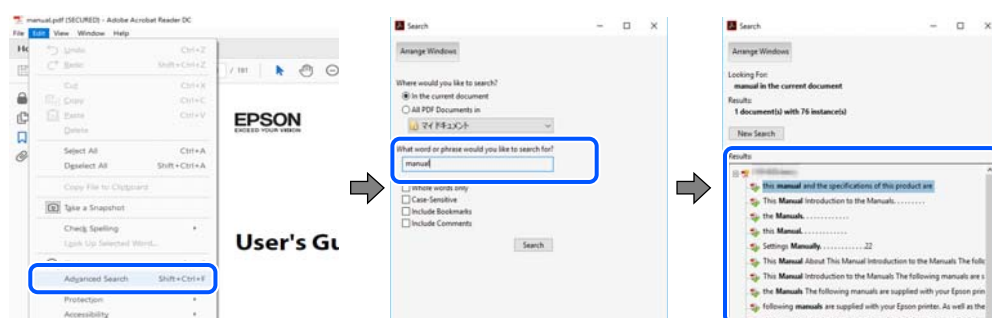 manual.pdf (SECURED) - Adobe Acrobat Reader DC
File Edit View Window Help
Undo Ctrl+Z
Redo Shift+Ctrl+Z
Cut Ctrl+X
Copy Ctrl+C
Paste Ctrl+V
Delete
Select All Ctrl+A
Deselect All Shift+Ctrl+A
Copy File to Clipboard
Take a Snapshot
Check Spelling
Look Up Selected Word...
Advanced Search Shift+Ctrl+F
Protection
Accessibility
/ 181
EPSON
EXCEED YOUR VISION
User's Gu
Search
Arrange Windows
Where would you like to search?
In the current document
All PDF Documents in
マイ ドキュメント
What word or phrase would you like to search for?
manual
Whole words only
Case-Sensitive
Include Bookmarks
Include Comments
Search
Search
Arrange Windows
Looking For:
manual in the current document
Results:
1 document(s) with 76 instance(s)
New Search
Results:
this manual and the specifications of this product are
This Manual Introduction to the Manuals. . . . . . . . .
the Manuals. . . . . . . . . . . . .
this Manual. . . . . . . . . . . . .
Settings Manually. . . . . . . . . . . . .22
This Manual About This Manual Introduction to the Manuals The follo
This Manual Introduction to the Manuals The following manuals are s
the Manuals The following manuals are supplied with your Epson prin
following manuals are supplied with your Epson printer. As well as the